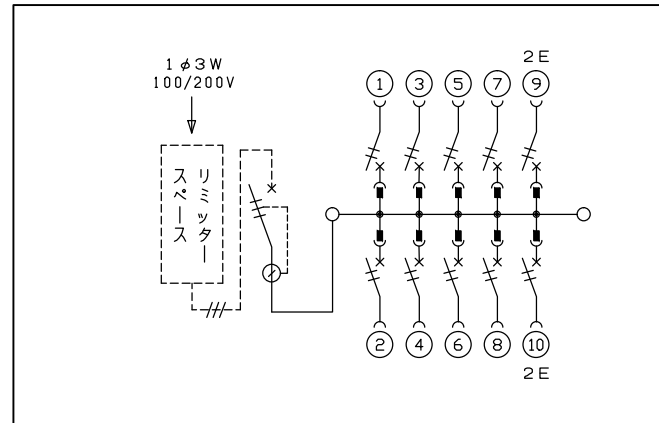 2E
1φ3W
100/200V
① ③ ⑤ ⑦ ⑨
リミッター
スペース
② ④ ⑥ ⑧ ⑩
2E